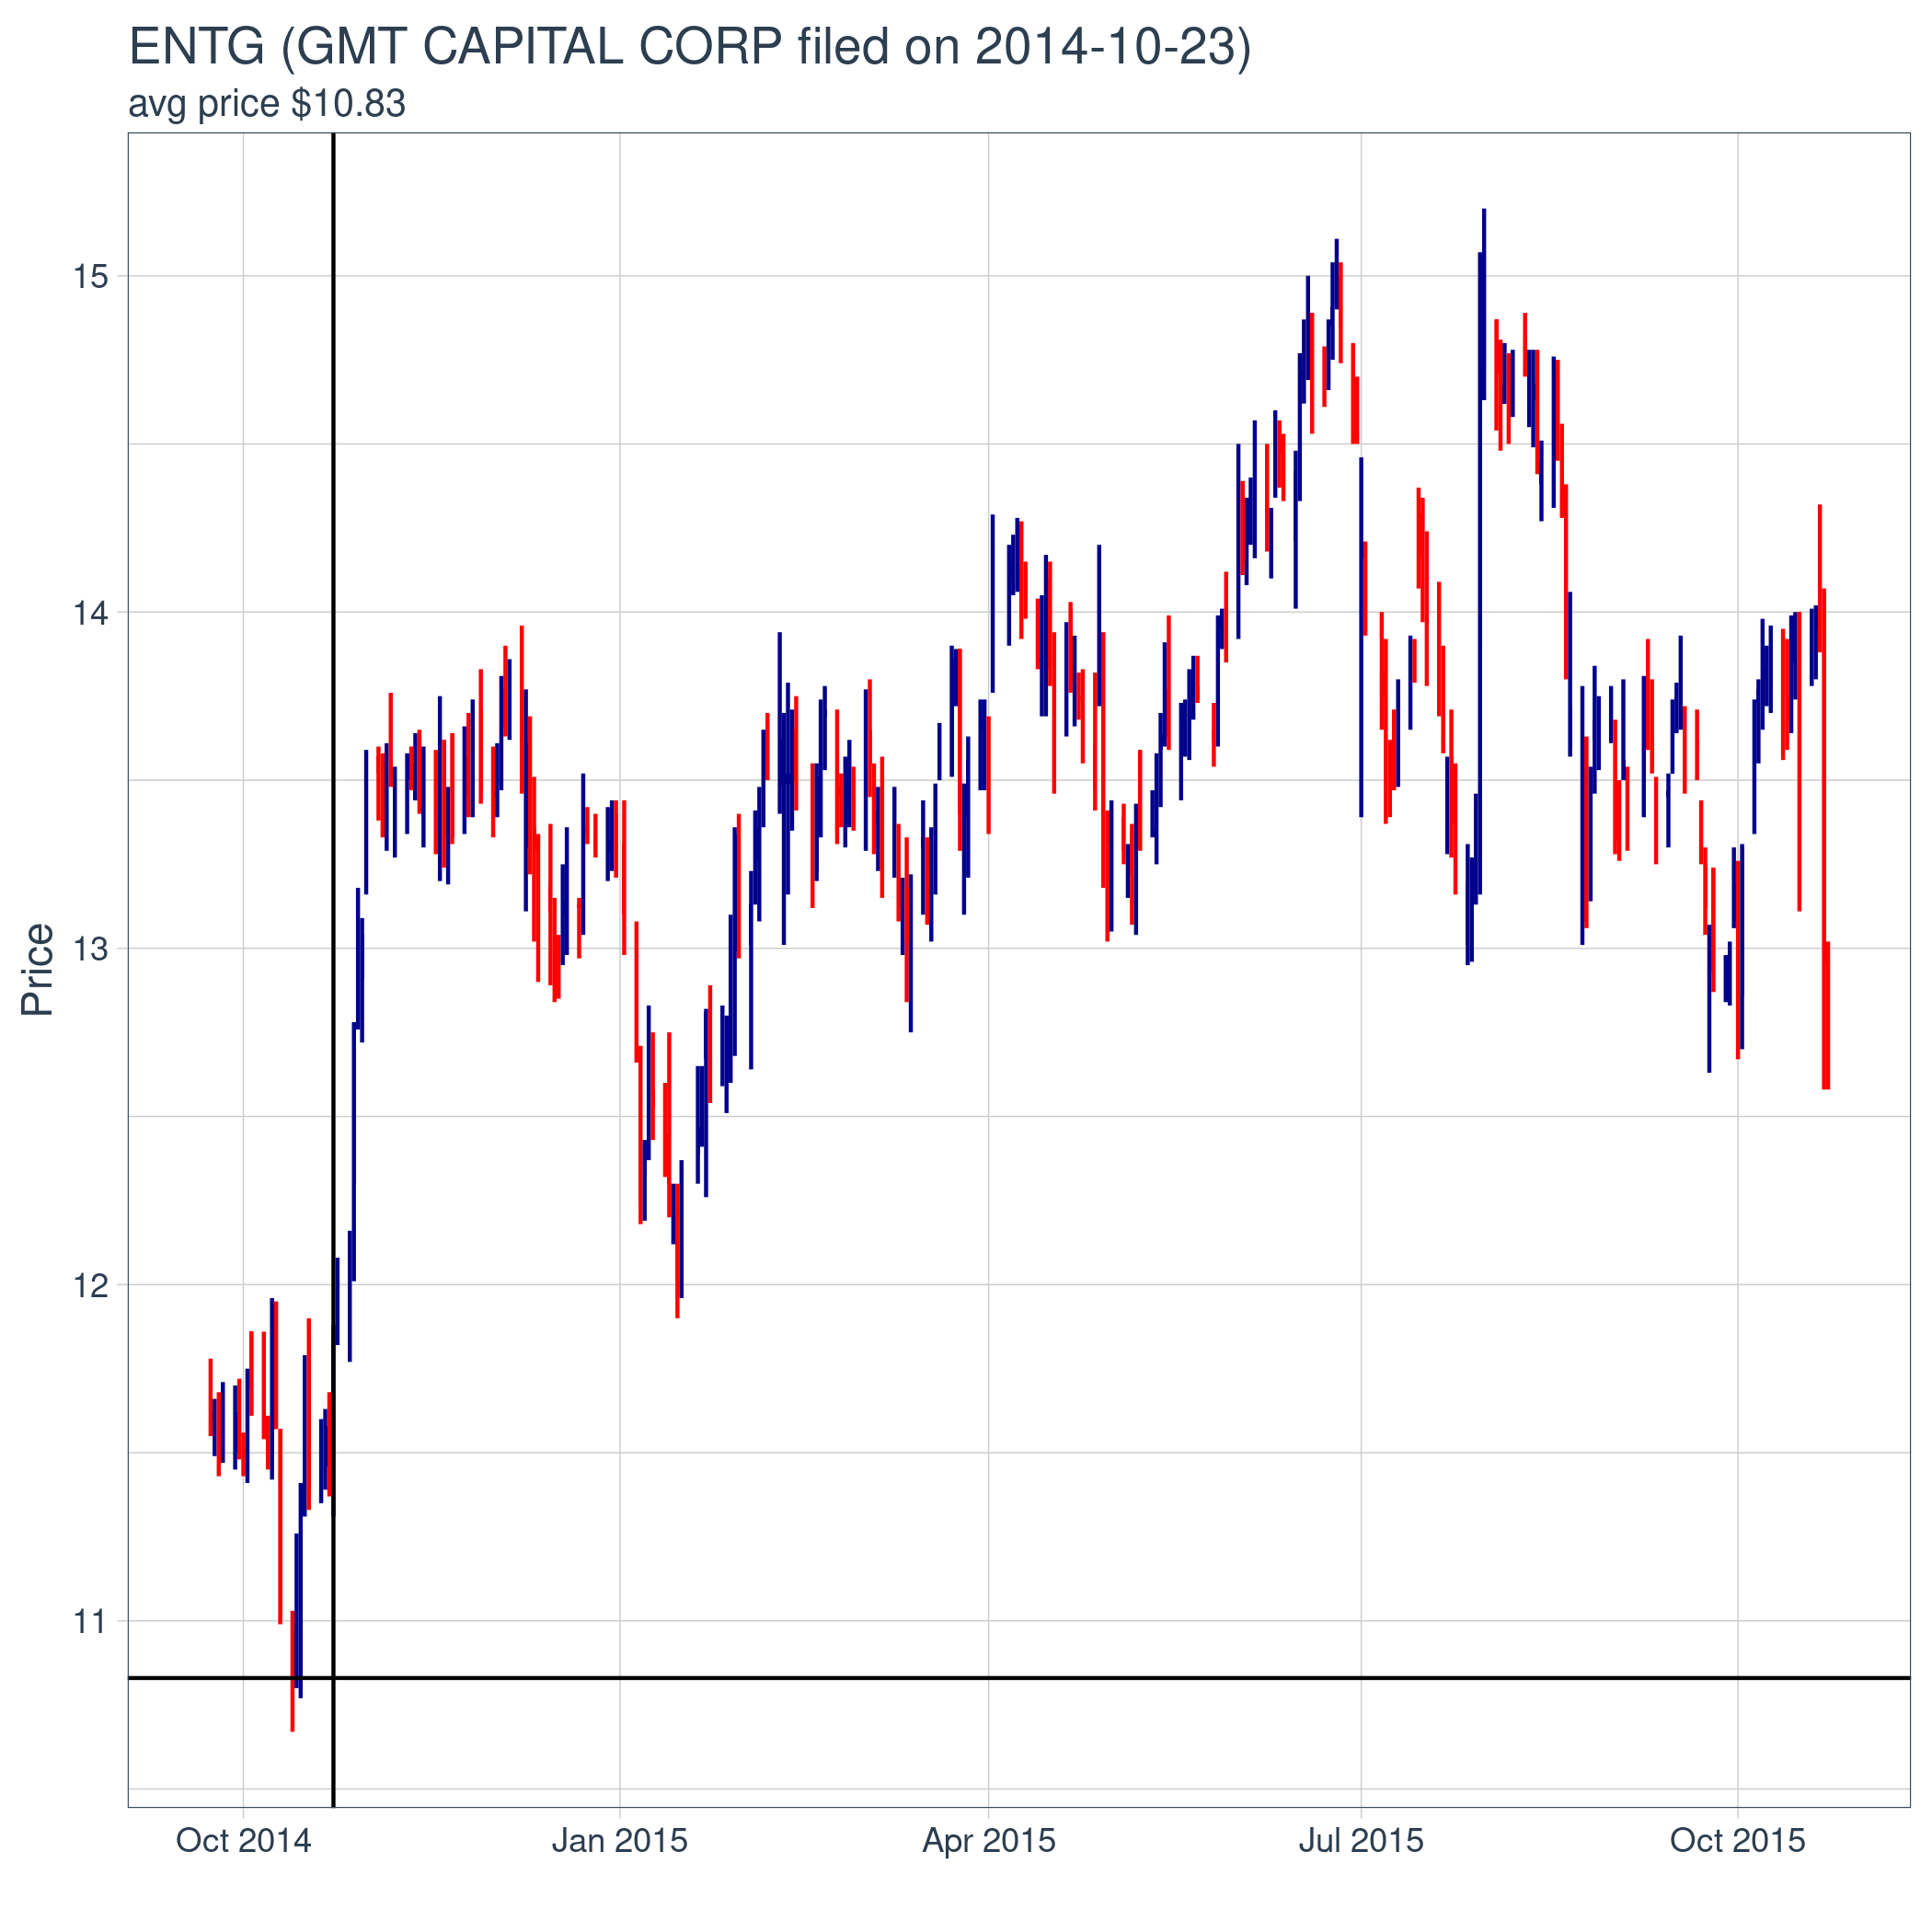 ENTG (GMT CAPITAL CORP filed on 2014-10-23)
avg price $10.83
15
14
13
12
11
Price
Oct 2014
Jan 2015
Apr 2015
Jul 2015
Oct 2015